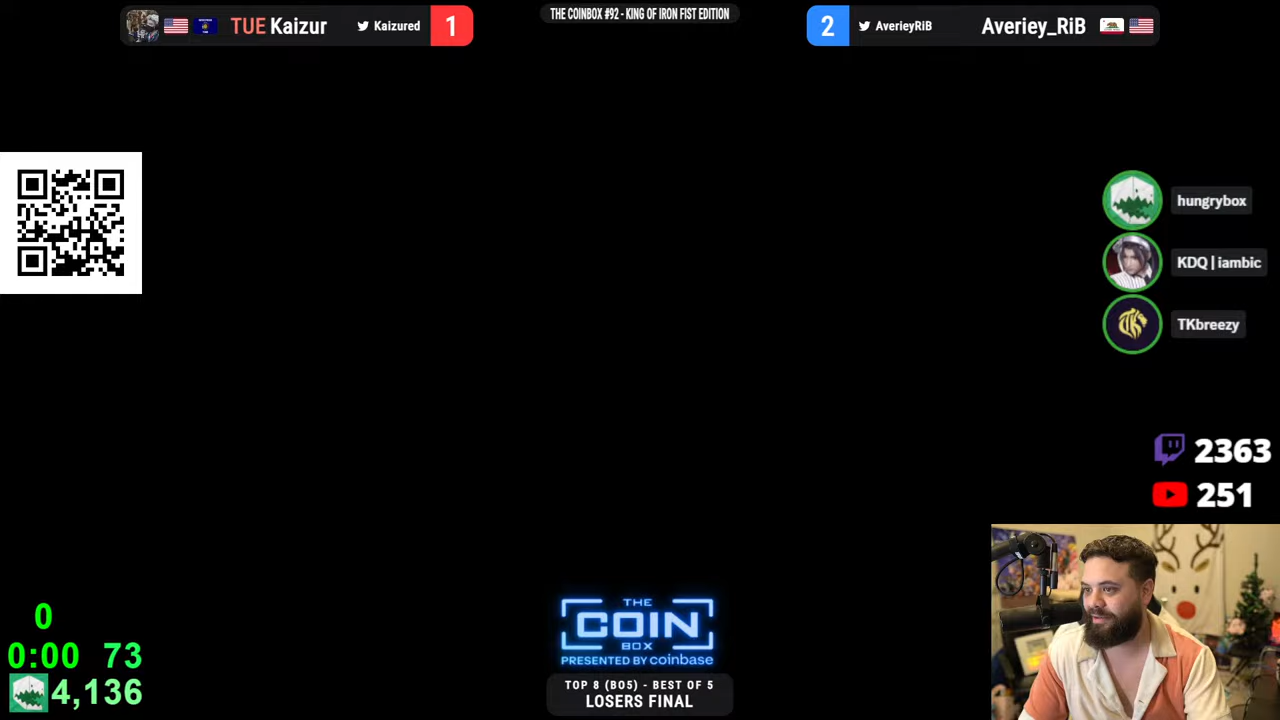 TUE Kaizur
Kaizured
1
THE COINBOX #92 - KING OF IRON FIST EDITION
2
AverieyRiB
Averiey_RiB
hungrybox
KDQ | iambic
TKbreezy
2363
251
0
0:00 73
4,136
THE
COIN
BOX
PRESENTED BY coinbase
TOP 8 (BO5) - BEST OF 5
LOSERS FINAL